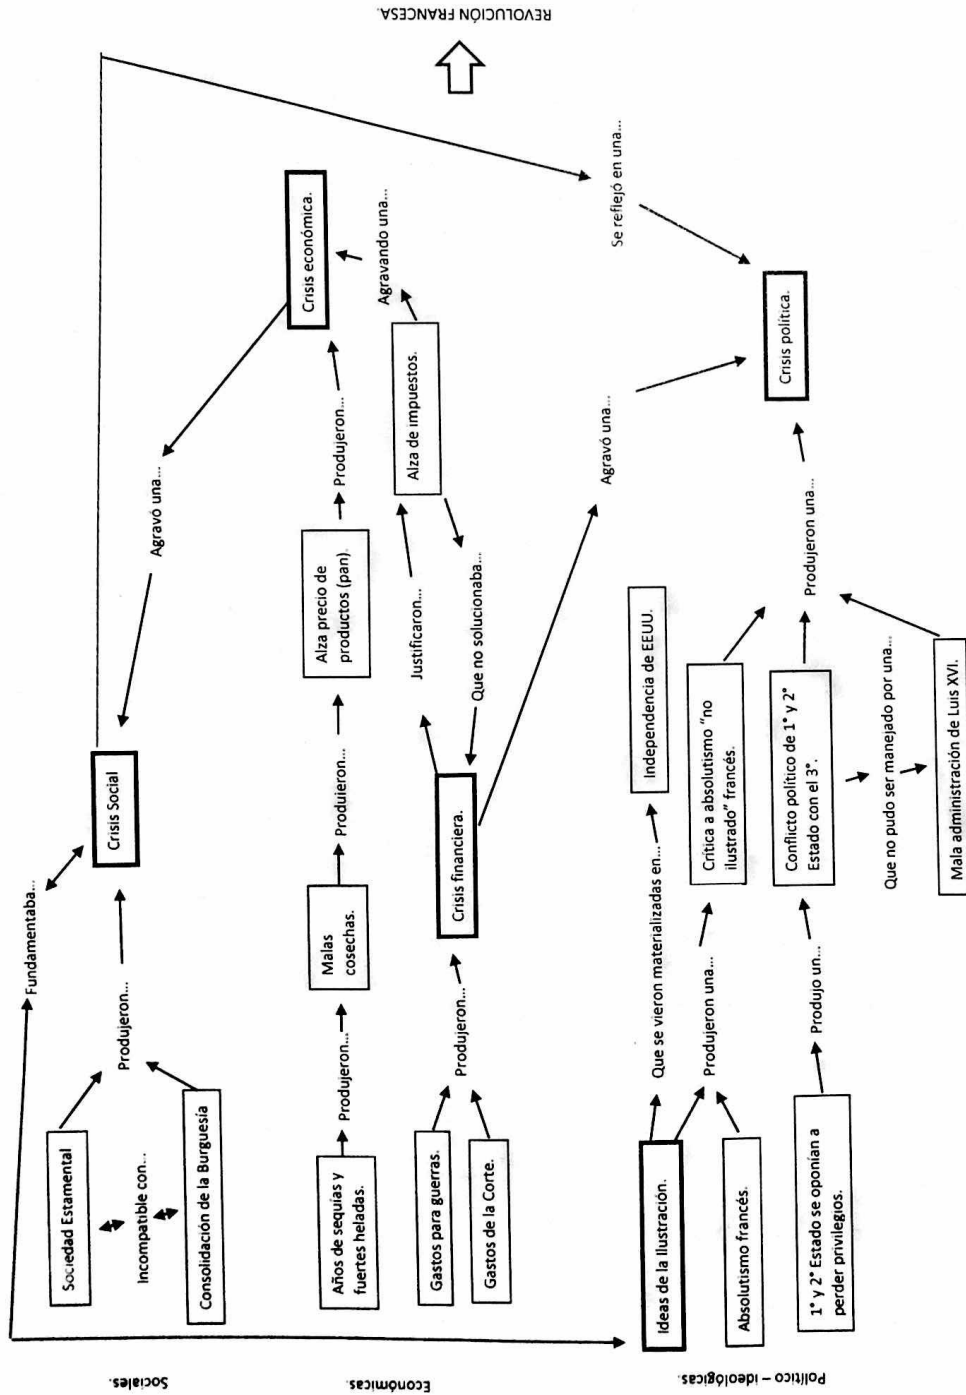 Sociales.
Sociedad Estamental
Incompatible con...
Consolidación de la Burguesía
Produjeron...
Fundamentaba...
Crisis Social
Agravó una...
Económicas.
Años de sequías y
fuertes heladas.
Produjeron...
Malas
cosechas.
Produieron...
Alza precio de
productos (pan).
Produjeron...
Crisis económica.
Gastos para guerras.
Gastos de la Corte.
Produjeron...
Crisis financiera.
Justificaron...
Que no solucionaba...
Alza de impuestos.
Agravando una...
Agravó una...
Se reflejó en una...
Político – ideológicas.
Ideas de la Ilustración.
Absolutismo francés.
Que se vieron materializadas en...
Independencia de EEUU.
Produjeron una...
Crítica a absolutismo "no
ilustrado" francés.
1° y 2° Estado se oponían a
perder privilegios.
Produjo un...
Conflicto político de 1° y 2°
Estado con el 3°.
Que no pudo ser manejado por una...
Mala administración de Luis XVI.
Produjeron una...
Crisis política.
REVOLUCIÓN FRANCESA.